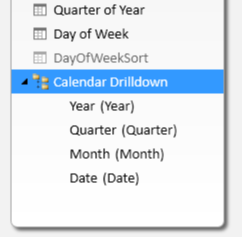 Quarter of Year
Day of Week
DayOfWeekSort
Calendar Drilldown
Year (Year)
Quarter (Quarter)
Month (Month)
Date (Date)